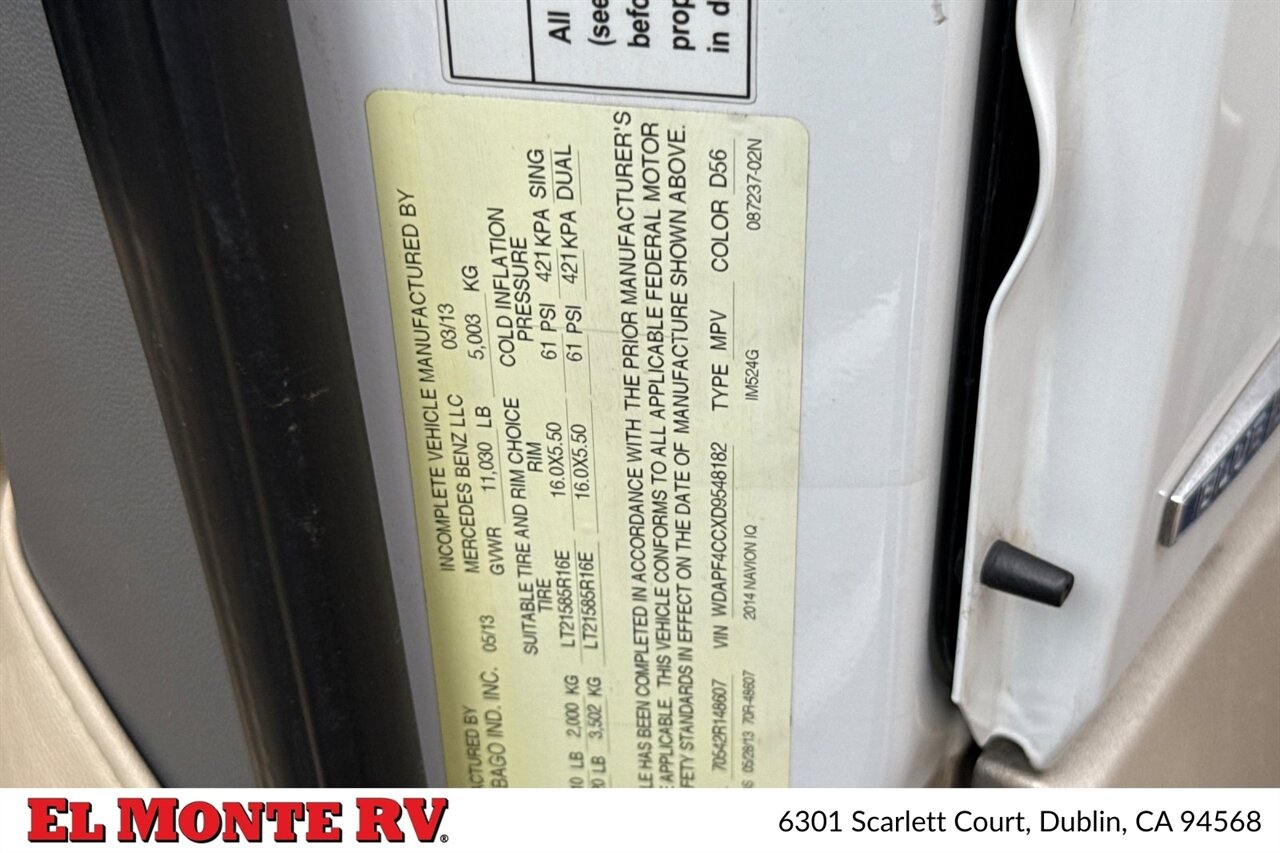 All
(see
befo
prop
in d
INCOMPLETE VEHICLE MANUFACTURED BY
ACTURED BY MERCEDES BENZ LLC 03/13
BAGO IND. INC. 05/13 GVWR 11,030 LB 5,003 KG
SUITABLE TIRE AND RIM CHOICE COLD INFLATION
TIRE RIM PRESSURE
10 LB 2,000 KG LT21585R16E 16.0X5.50 61 PSI 421 KPA SING
20 LB 3,502 KG LT21585R16E 16.0X5.50 61 PSI 421 KPA DUAL
LE HAS BEEN COMPLETED IN ACCORDANCE WITH THE PRIOR MANUFACTURER'S
E APPLICABLE. THIS VEHICLE CONFORMS TO ALL APPLICABLE FEDERAL MOTOR
FETY STANDARDS IN EFFECT ON THE DATE OF MANUFACTURE SHOWN ABOVE.
70542R148607 VIN WDAPF4CCXD9548182 TYPE MPV COLOR D56
S 05/28/13 70R-48607 2014 NAVION IQ IM524G 087237-02N
EL MONTE RV®
6301 Scarlett Court, Dublin, CA 94568